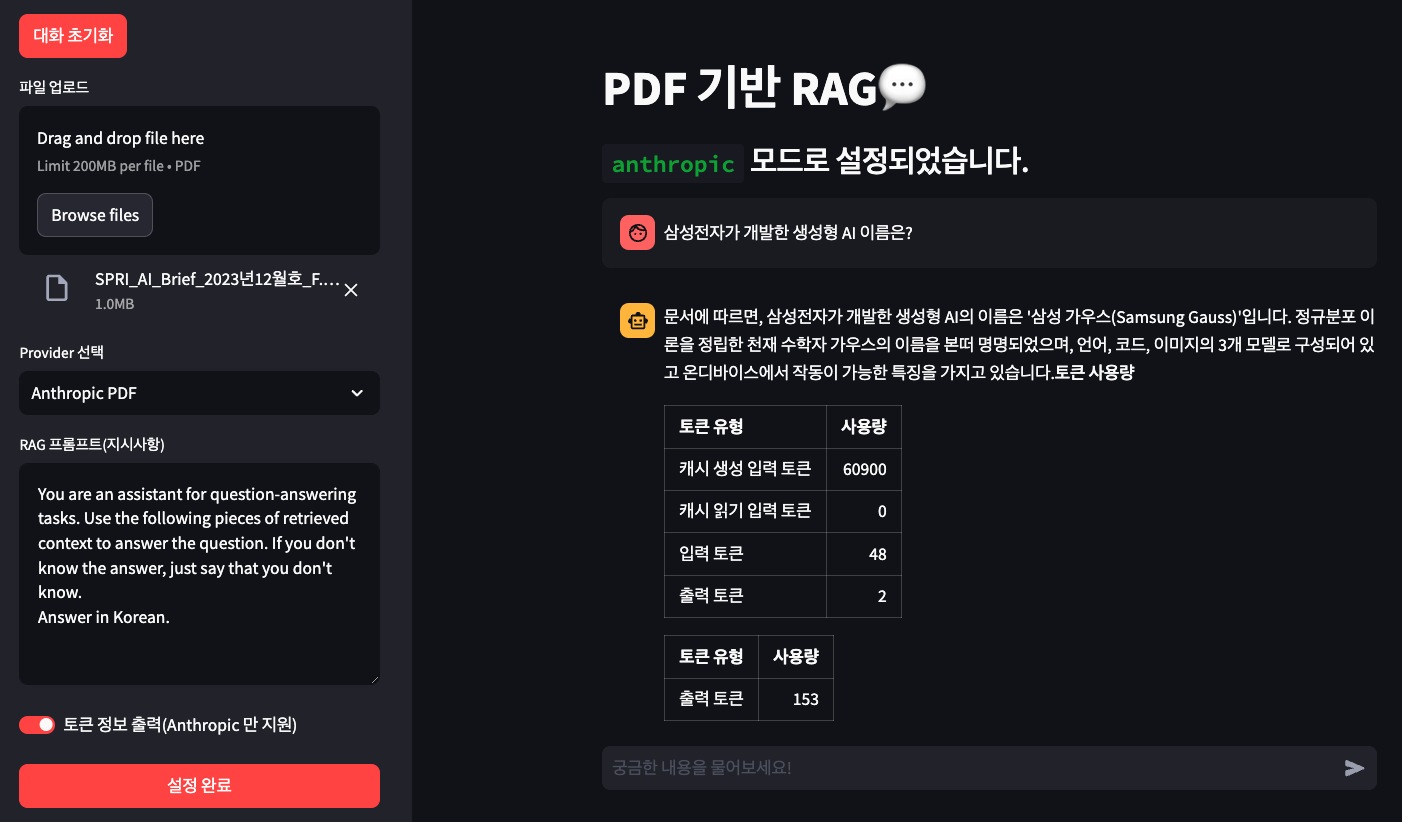 대화 초기화
파일 업로드
Drag and drop file here
Limit 200MB per file • PDF
Browse files
SPRI_AI_Brief_2023년12월호_F....
1.0MB
Provider 선택
Anthropic PDF
RAG 프롬프트(지시사항)
You are an assistant for question-answering
tasks. Use the following pieces of retrieved
context to answer the question. If you don't
know the answer, just say that you don't
know.
Answer in Korean.
토큰 정보 출력(Anthropic 만 지원)
설정 완료
PDF 기반 RAG💬
anthropic 모드로 설정되었습니다.
삼성전자가 개발한 생성형 AI 이름은?
문서에 따르면, 삼성전자가 개발한 생성형 AI의 이름은 '삼성 가우스(Samsung Gauss)'입니다. 정규분포 이
론을 정립한 천재 수학자 가우스의 이름을 본떠 명명되었으며, 언어, 코드, 이미지의 3개 모델로 구성되어 있
고 온디바이스에서 작동이 가능한 특징을 가지고 있습니다.토큰 사용량
토큰 유형 사용량
캐시 생성 입력 토큰 60900
캐시 읽기 입력 토큰 0
입력 토큰 48
출력 토큰 2
토큰 유형 사용량
출력 토큰 153
궁금한 내용을 물어보세요!